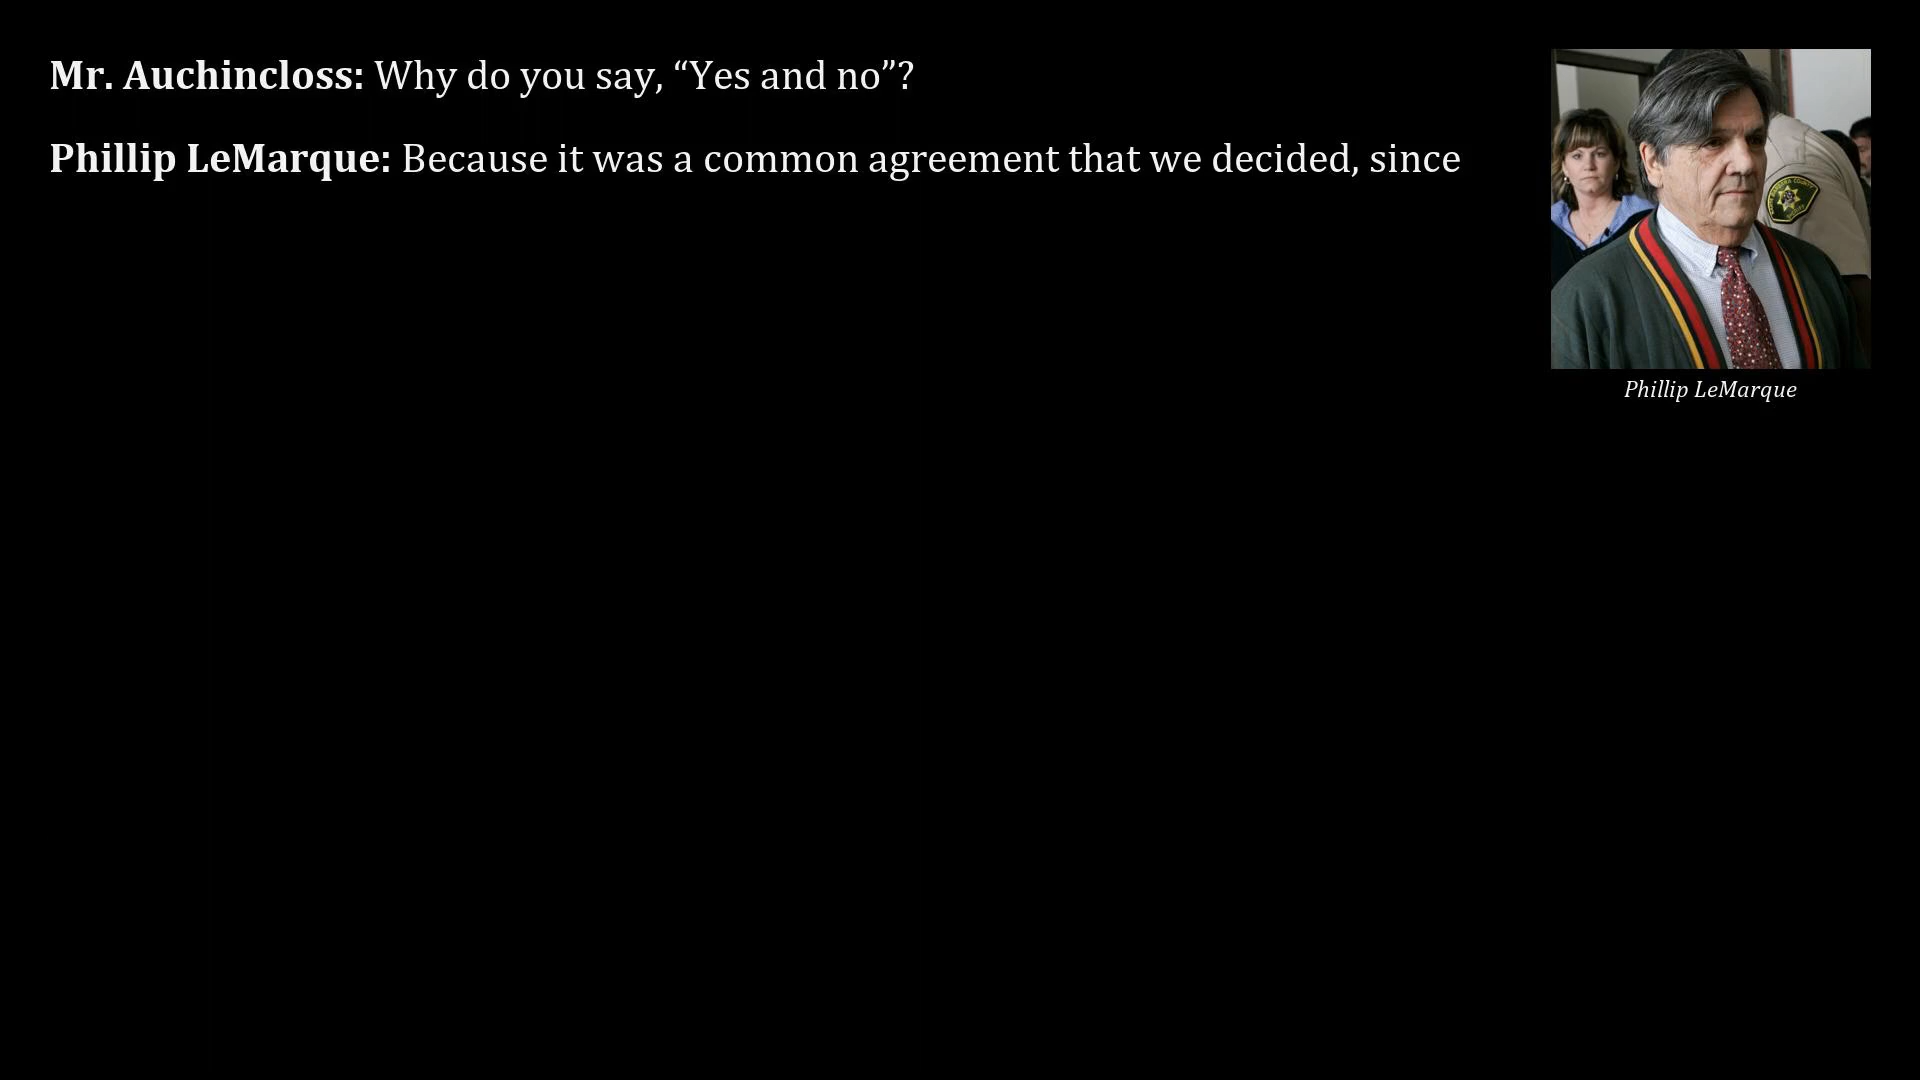 Mr. Auchincloss: Why do you say, “Yes and no”?
Phillip LeMarque: Because it was a common agreement that we decided, since
Phillip LeMarque